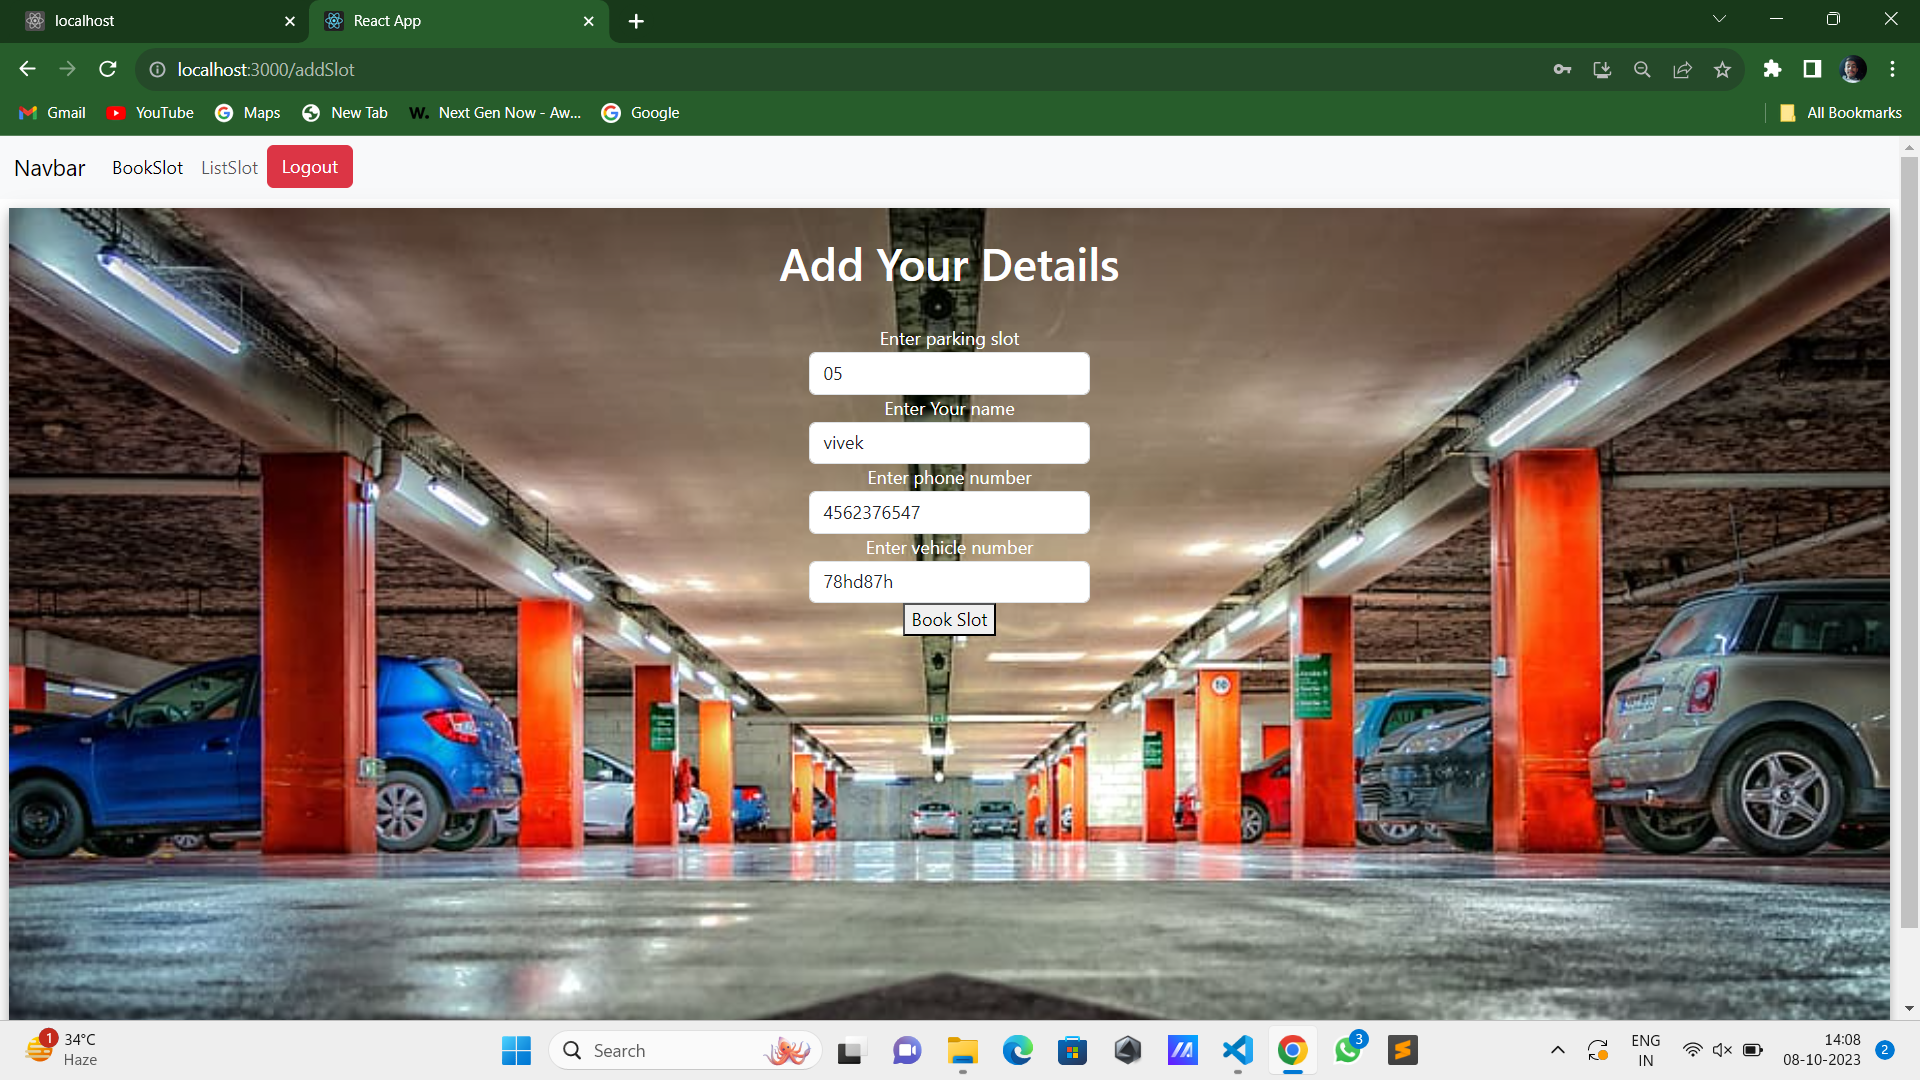 localhost
React App
localhost:3000/addSlot
Gmail
YouTube
Maps
New Tab
W. Next Gen Now - Aw...
Google
All Bookmarks
Navbar
BookSlot
ListSlot
Logout
Add Your Details
Enter parking slot
05
Enter Your name
vivek
Enter phone number
4562376547
Enter vehicle number
78hd87h
Book Slot
1
34°C
Haze
Search
3
ENG
IN
14:08
08-10-2023
2